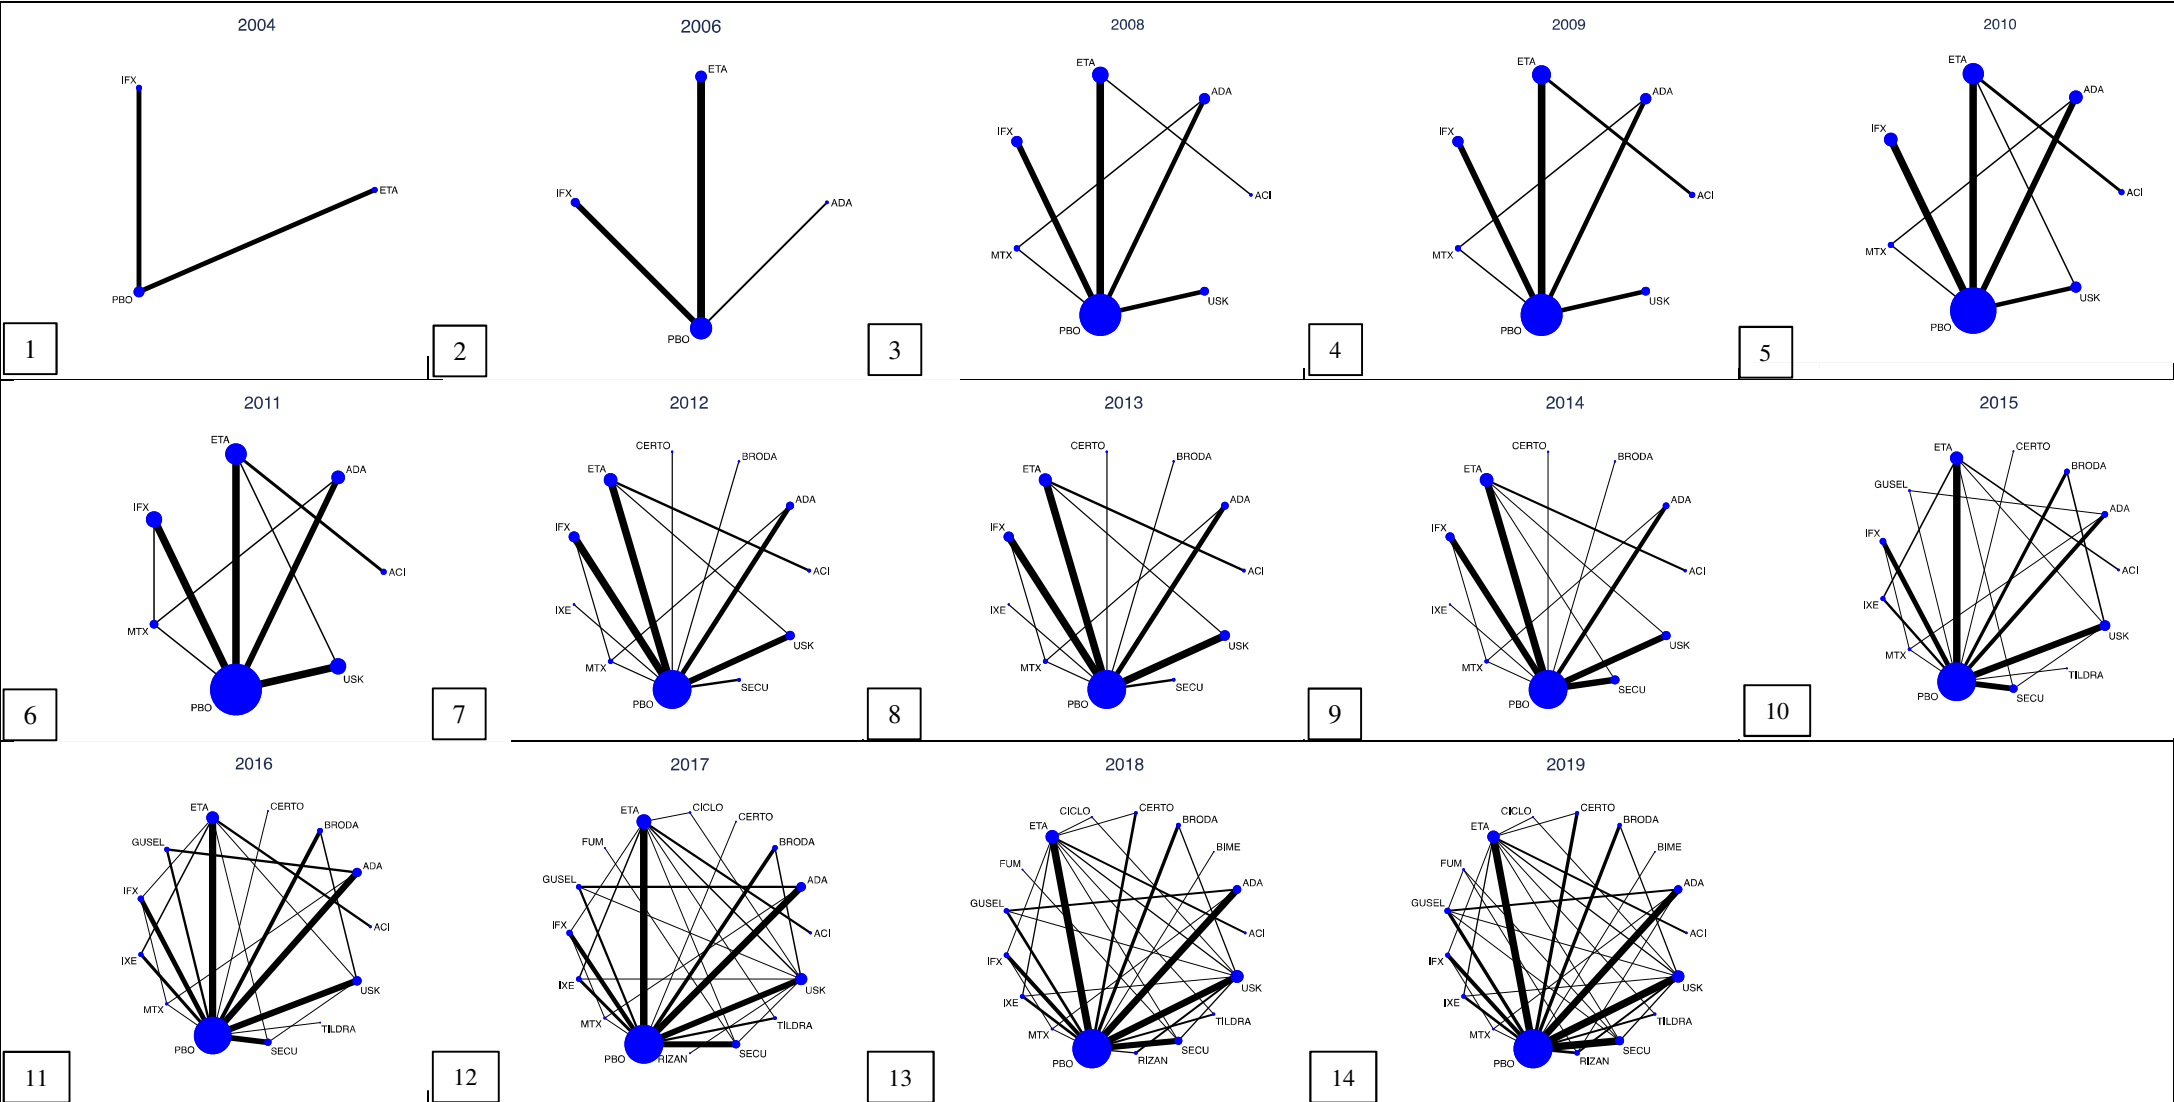 2004
IFX
ETA
PBO
1
2006
ETA
IFX
ADA
PBO
2
2008
ETA
ADA
IFX
ACI
MTX
USK
PBO
3
2009
ETA
ADA
IFX
ACI
MTX
USK
PBO
4
2010
ETA
ADA
IFX
ACI
MTX
USK
PBO
5
2011
ETA
ADA
IFX
ACI
MTX
USK
PBO
6
2012
CERTO
BRODA
ETA
ADA
IFX
ACI
IXE
USK
MTX
SECU
PBO
7
2013
CERTO
BRODA
ETA
ADA
IFX
ACI
IXE
USK
MTX
SECU
PBO
8
2014
CERTO
BRODA
ETA
ADA
IFX
ACI
IXE
USK
MTX
SECU
PBO
9
2015
ETA
CERTO
BRODA
GUSEL
ADA
IFX
ACI
IXE
USK
MTX
TILDRA
PBO
SECU
10
2016
ETA
CERTO
BRODA
GUSEL
ADA
IFX
ACI
IXE
USK
MTX
TILDRA
PBO
SECU
11
2017
ETA
CICLO
CERTO
FUM
BRODA
GUSEL
ADA
IFX
ACI
IXE
USK
MTX
TILDRA
PBO
RIZAN
SECU
12
2018
CICLO
CERTO
ETA
BRODA
FUM
BIME
GUSEL
ADA
IFX
ACI
IXE
USK
MTX
TILDRA
PBO
RIZAN
SECU
13
2019
CICLO
CERTO
ETA
BRODA
FUM
BIME
GUSEL
ADA
IFX
ACI
IXE
USK
MTX
TILDRA
PBO
RIZAN
SECU
14